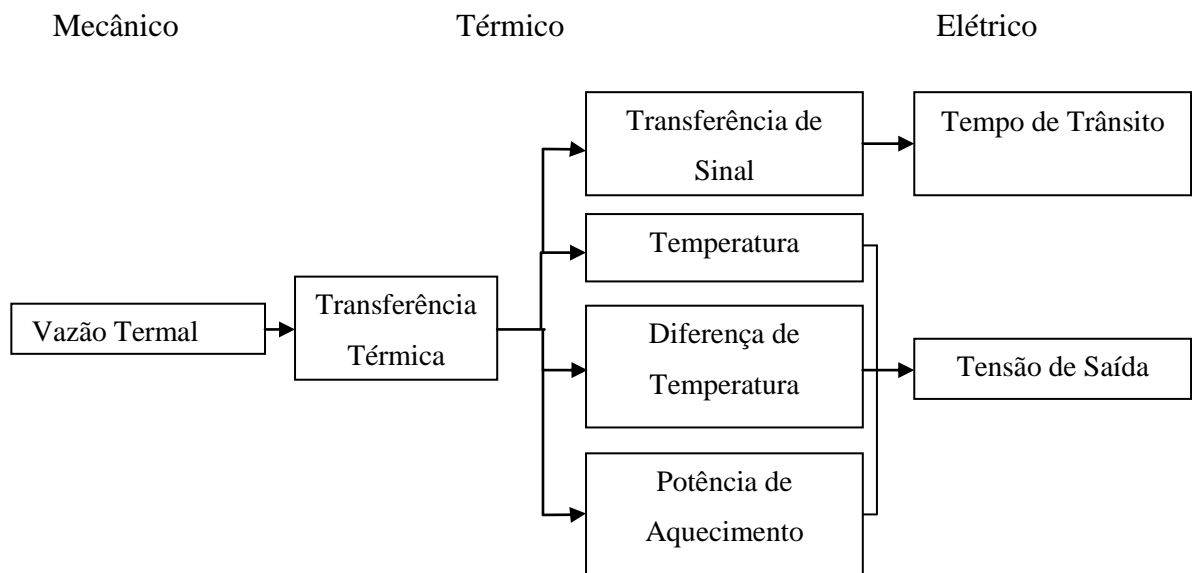 Mecânico Térmico Elétrico
Transferência de
Sinal
Tempo de Trânsito
Temperatura
Transferência
Térmica
Vazão Termal
Diferença de
Temperatura
Tensão de Saída
Potência de
Aquecimento